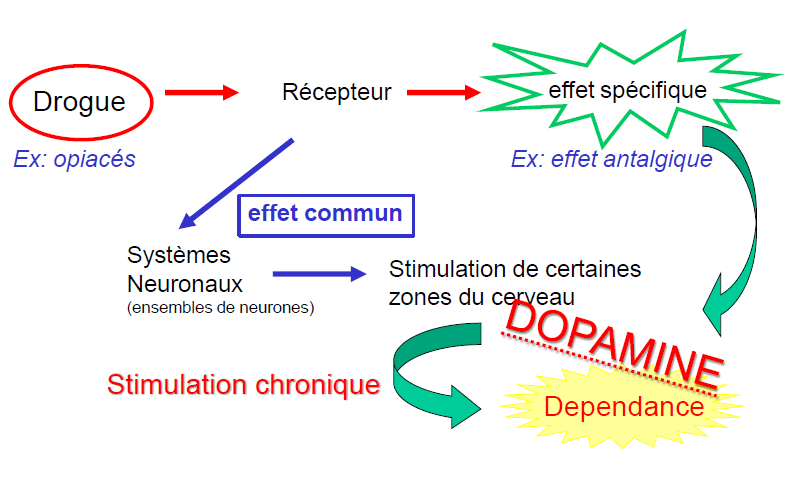 Drogue
Récepteur
effet spécifique
Ex: opiacés
Ex: effet antalgique
effet commun
Systèmes
Neuronaux
(ensembles de neurones)
Stimulation de certaines
zones du cerveau
DOPAMINE
Stimulation chronique
Dependance